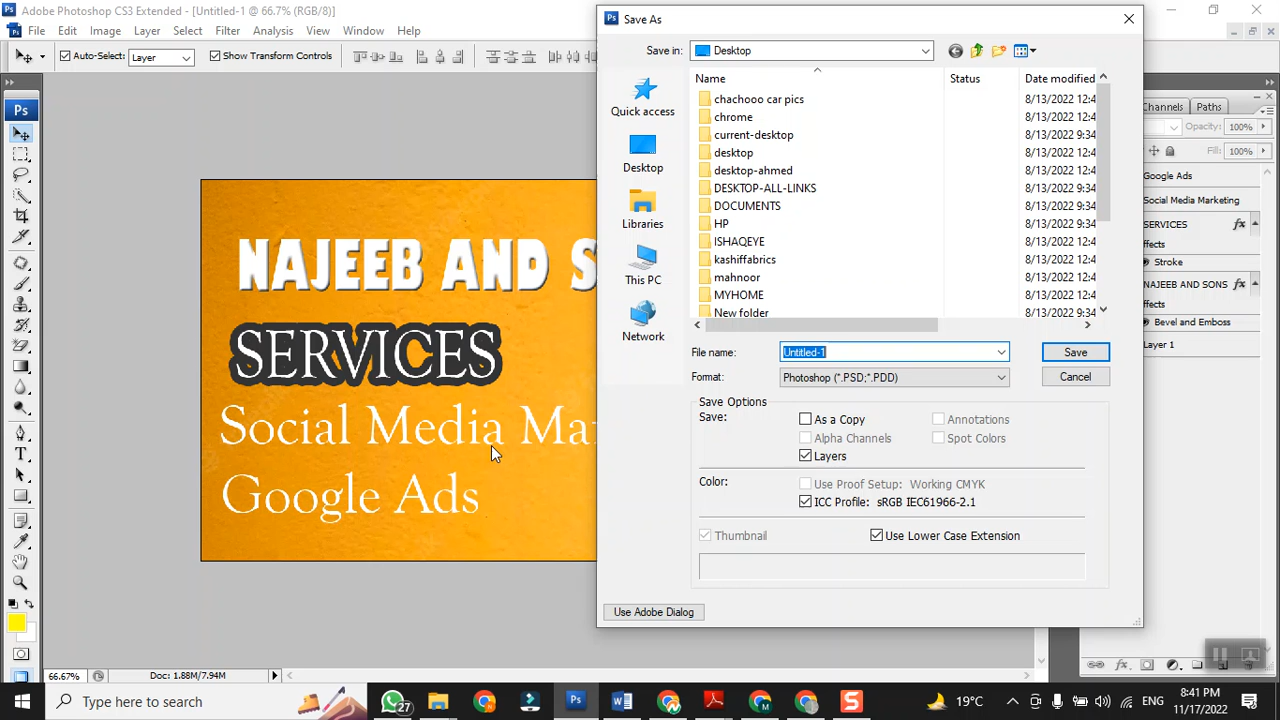 Adobe Photoshop CS3 Extended - [Untitled-1 @ 66.7% (RGB/8)]
File Edit Image Layer Select Filter Analysis View Window Help
Auto-Select: Layer Show Transform Controls
Ps
NAJEEB AND S
SERVICES
Social Media Mar
Google Ads
66.67% Doc: 1.88M/7.94M
Save As
Save in: Desktop
Quick access
Desktop
Libraries
This PC
Network
Name Status Date modified
chachooo car pics 8/13/2022 12:4
chrome 8/13/2022 12:4
current-desktop 8/13/2022 9:34
desktop 8/13/2022 12:4
desktop-ahmed 8/13/2022 12:4
DESKTOP-ALL-LINKS 8/13/2022 9:34
DOCUMENTS 8/13/2022 9:34
HP 8/13/2022 9:34
ISHAQEYE 8/13/2022 9:34
kashiffabrics 8/13/2022 9:34
mahnoor 8/13/2022 12:4
MYHOME 8/13/2022 12:4
New folder 8/13/2022 9:34
File name: Untitled-1 Save
Format: Photoshop (*.PSD;*.PDD) Cancel
Save Options
Save: As a Copy Annotations
Alpha Channels Spot Colors
Layers
Color: Use Proof Setup: Working CMYK
ICC Profile: sRGB IEC61966-2.1
Thumbnail Use Lower Case Extension
Use Adobe Dialog
Channels Paths
Opacity: 100%
Fill: 100%
Google Ads
Social Media Marketing
SERVICES fx
ffects
Stroke
NAJEEB AND SONS fx
ffects
Bevel and Emboss
Layer 1
Type here to search
27
19°C
ENG
8:41 PM
11/17/2022